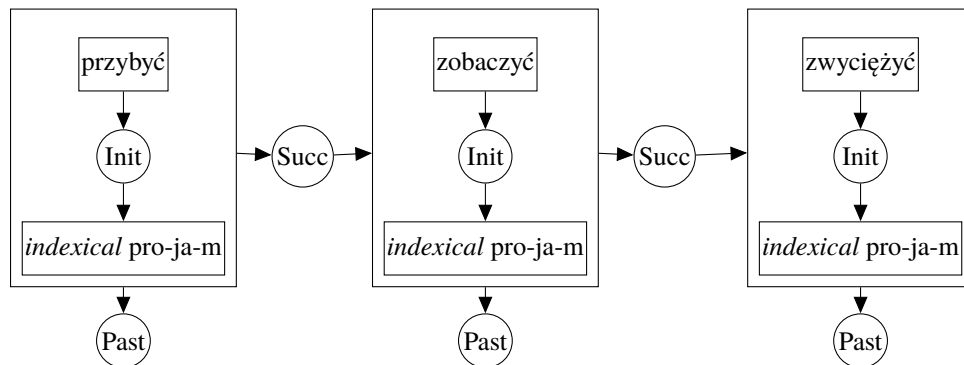 przybyć zobaczyć zwyciężyć
Init Succ Init Succ Init
indexical pro-ja-m indexical pro-ja-m indexical pro-ja-m
Past Past Past